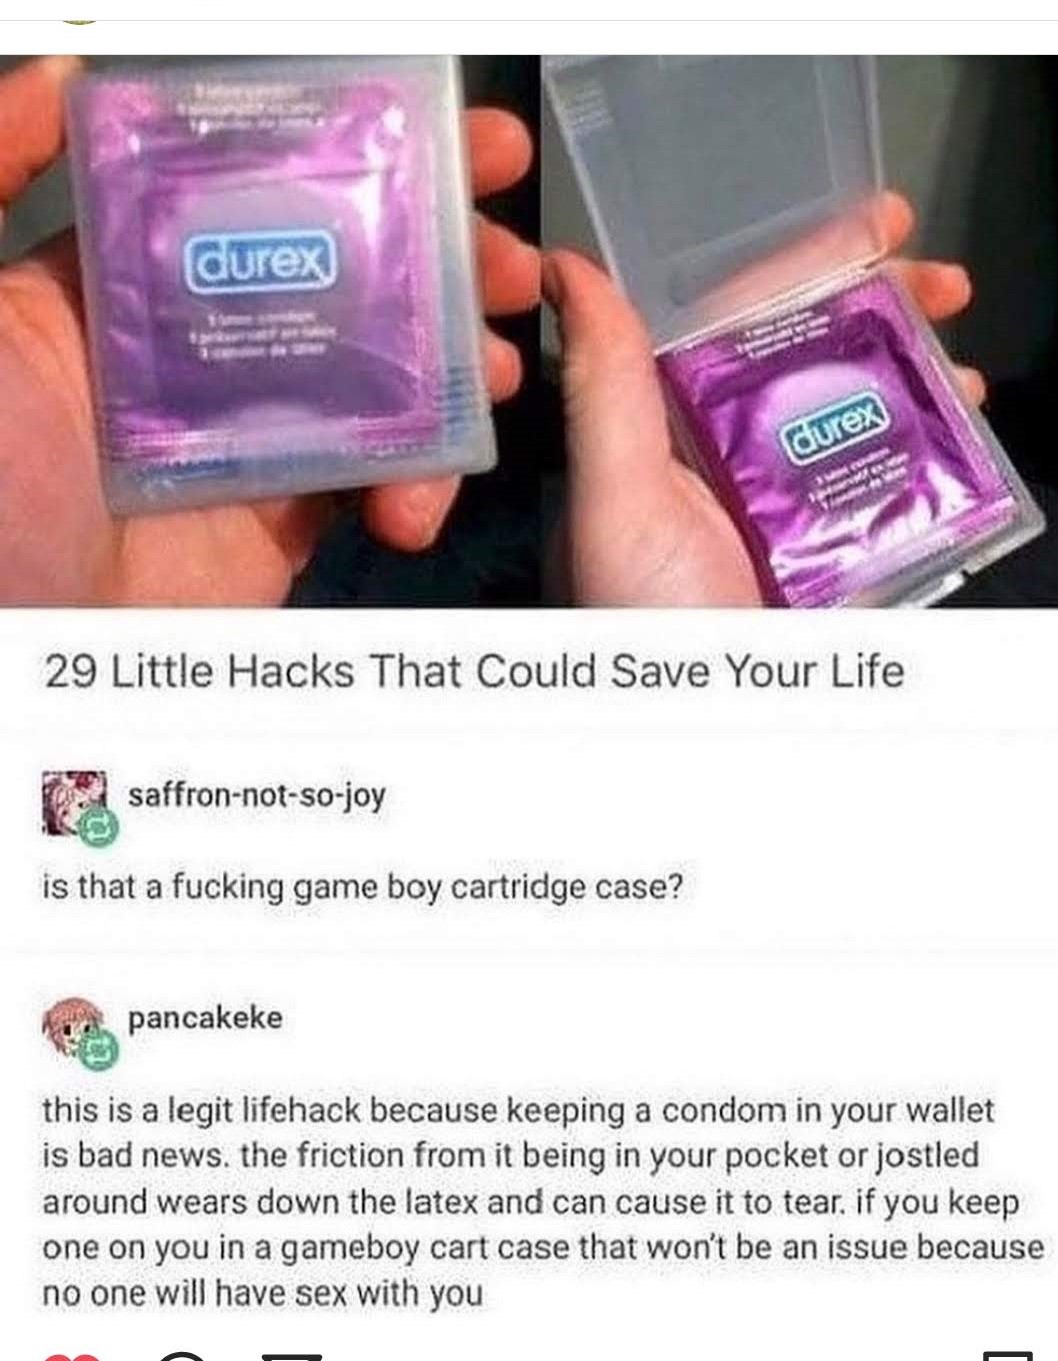 durex
durex
29 Little Hacks That Could Save Your Life
saffron-not-so-joy
is that a fucking game boy cartridge case?
pancakeke
this is a legit lifehack because keeping a condom in your wallet
is bad news. the friction from it being in your pocket or jostled
around wears down the latex and can cause it to tear. if you keep
one on you in a gameboy cart case that won't be an issue because
no one will have sex with you